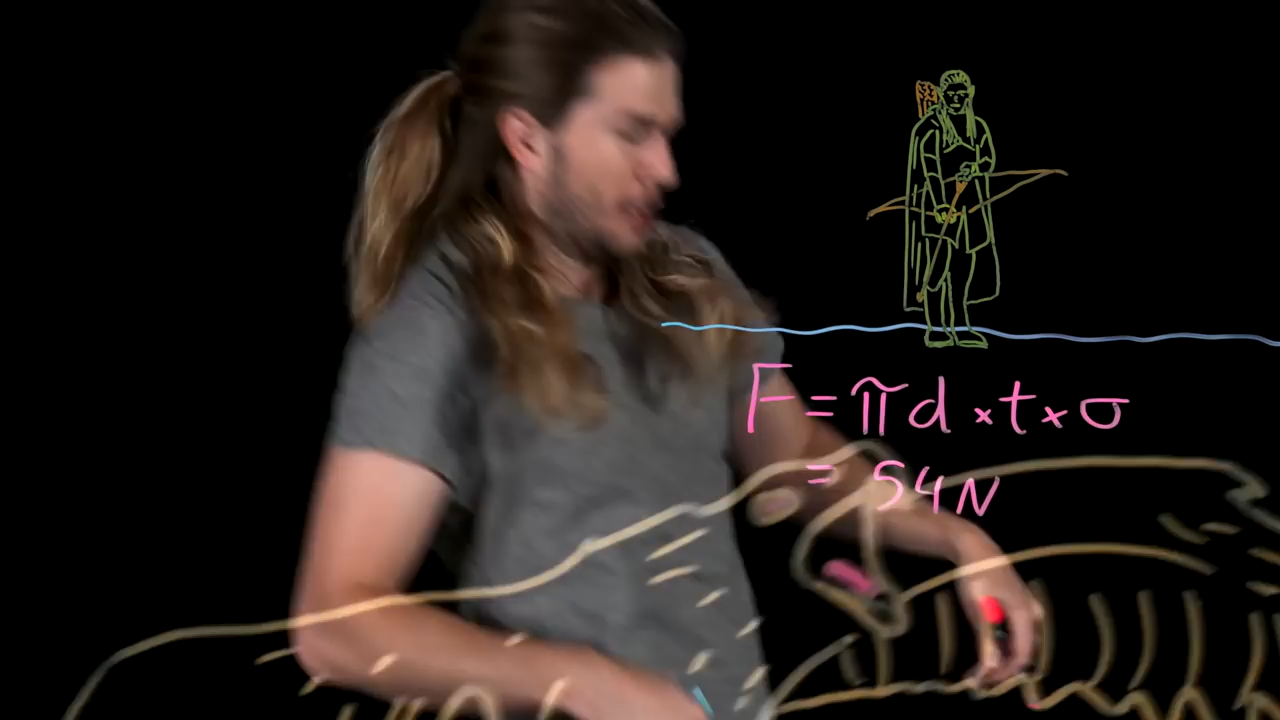 F = πd × t × σ
= 54N